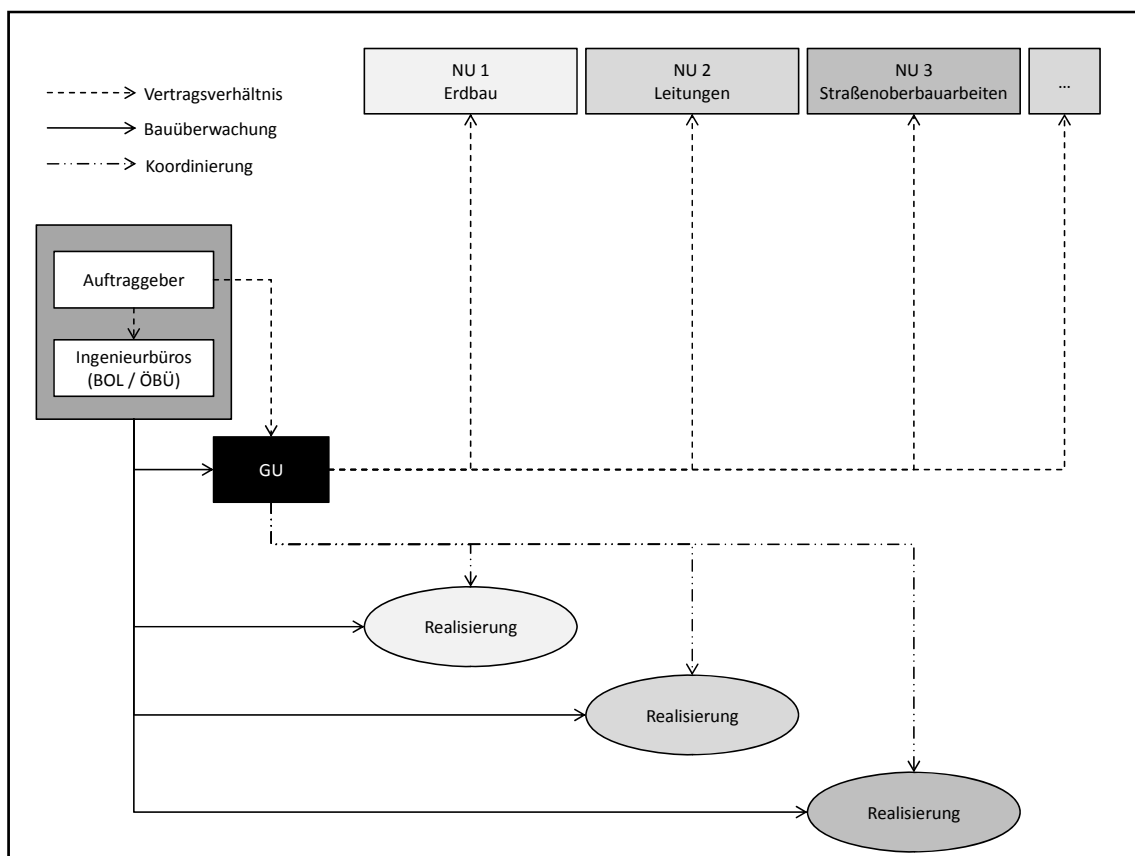 NU 1
Erdbau
NU 2
Leitungen
NU 3
Straßenoberbauarbeiten
...
Vertragsverhältnis
Bauüberwachung
Koordinierung
Auftraggeber
Ingenieurbüros
(BOL / ÖBÜ)
GU
Realisierung
Realisierung
Realisierung